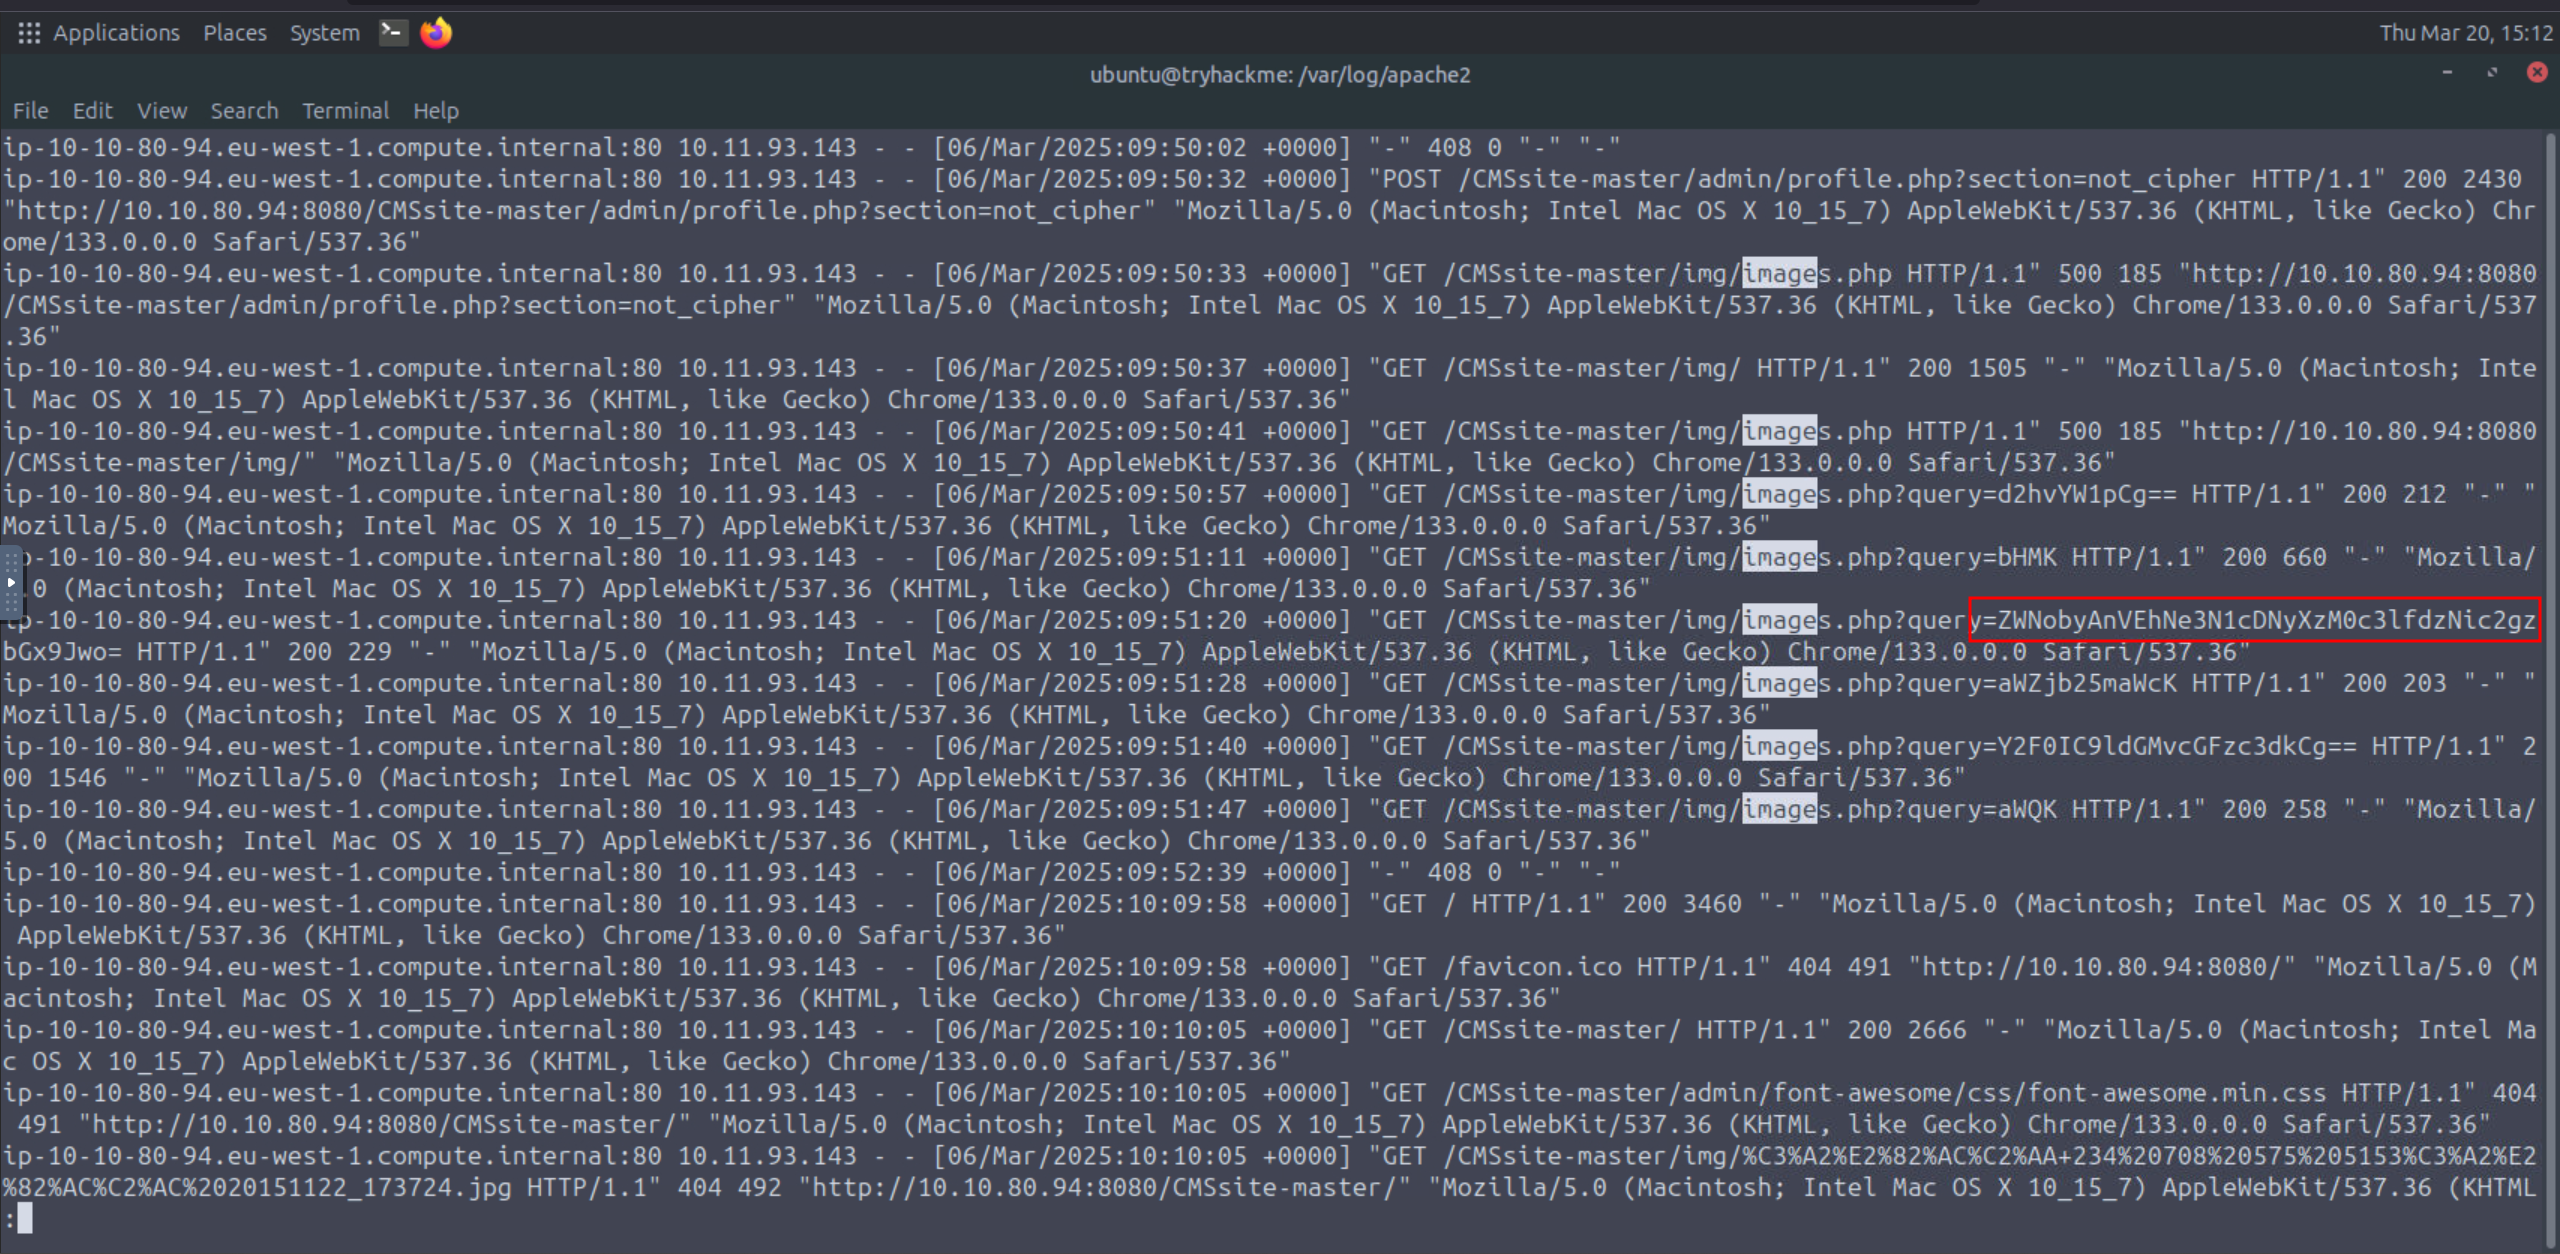 Applications Places System Thu Mar 20, 15:12
ubuntu@tryhackme: /var/log/apache2
File Edit View Search Terminal Help
ip-10-10-80-94.eu-west-1.compute.internal:80 10.11.93.143 - - [06/Mar/2025:09:50:02 +0000] "-" 408 0 "-" "-"
ip-10-10-80-94.eu-west-1.compute.internal:80 10.11.93.143 - - [06/Mar/2025:09:50:32 +0000] "POST /CMSsite-master/admin/profile.php?section=not_cipher HTTP/1.1" 200 2430
"http://10.10.80.94:8080/CMSsite-master/admin/profile.php?section=not_cipher" "Mozilla/5.0 (Macintosh; Intel Mac OS X 10_15_7) AppleWebKit/537.36 (KHTML, like Gecko) Chr
ome/133.0.0.0 Safari/537.36"
ip-10-10-80-94.eu-west-1.compute.internal:80 10.11.93.143 - - [06/Mar/2025:09:50:33 +0000] "GET /CMSsite-master/img/images.php HTTP/1.1" 500 185 "http://10.10.80.94:8080
/CMSsite-master/admin/profile.php?section=not_cipher" "Mozilla/5.0 (Macintosh; Intel Mac OS X 10_15_7) AppleWebKit/537.36 (KHTML, like Gecko) Chrome/133.0.0.0 Safari/537
.36"
ip-10-10-80-94.eu-west-1.compute.internal:80 10.11.93.143 - - [06/Mar/2025:09:50:37 +0000] "GET /CMSsite-master/img/ HTTP/1.1" 200 1505 "-" "Mozilla/5.0 (Macintosh; Inte
l Mac OS X 10_15_7) AppleWebKit/537.36 (KHTML, like Gecko) Chrome/133.0.0.0 Safari/537.36"
ip-10-10-80-94.eu-west-1.compute.internal:80 10.11.93.143 - - [06/Mar/2025:09:50:41 +0000] "GET /CMSsite-master/img/images.php HTTP/1.1" 500 185 "http://10.10.80.94:8080
/CMSsite-master/img/" "Mozilla/5.0 (Macintosh; Intel Mac OS X 10_15_7) AppleWebKit/537.36 (KHTML, like Gecko) Chrome/133.0.0.0 Safari/537.36"
ip-10-10-80-94.eu-west-1.compute.internal:80 10.11.93.143 - - [06/Mar/2025:09:50:57 +0000] "GET /CMSsite-master/img/images.php?query=d2hvYW1pCg== HTTP/1.1" 200 212 "-" "
Mozilla/5.0 (Macintosh; Intel Mac OS X 10_15_7) AppleWebKit/537.36 (KHTML, like Gecko) Chrome/133.0.0.0 Safari/537.36"
p-10-10-80-94.eu-west-1.compute.internal:80 10.11.93.143 - - [06/Mar/2025:09:51:11 +0000] "GET /CMSsite-master/img/images.php?query=bHMK HTTP/1.1" 200 660 "-" "Mozilla/
.0 (Macintosh; Intel Mac OS X 10_15_7) AppleWebKit/537.36 (KHTML, like Gecko) Chrome/133.0.0.0 Safari/537.36"
ip-10-10-80-94.eu-west-1.compute.internal:80 10.11.93.143 - - [06/Mar/2025:09:51:20 +0000] "GET /CMSsite-master/img/images.php?query=ZWNobyAnVEhNe3N1cDNyXzM0c3lfdzNic2gz
bGx9Jwo= HTTP/1.1" 200 229 "-" "Mozilla/5.0 (Macintosh; Intel Mac OS X 10_15_7) AppleWebKit/537.36 (KHTML, like Gecko) Chrome/133.0.0.0 Safari/537.36"
ip-10-10-80-94.eu-west-1.compute.internal:80 10.11.93.143 - - [06/Mar/2025:09:51:28 +0000] "GET /CMSsite-master/img/images.php?query=aWZjb25maWcK HTTP/1.1" 200 203 "-" "
Mozilla/5.0 (Macintosh; Intel Mac OS X 10_15_7) AppleWebKit/537.36 (KHTML, like Gecko) Chrome/133.0.0.0 Safari/537.36"
ip-10-10-80-94.eu-west-1.compute.internal:80 10.11.93.143 - - [06/Mar/2025:09:51:40 +0000] "GET /CMSsite-master/img/images.php?query=Y2F0IC9ldGMvcGFzc3dkCg== HTTP/1.1" 2
00 1546 "-" "Mozilla/5.0 (Macintosh; Intel Mac OS X 10_15_7) AppleWebKit/537.36 (KHTML, like Gecko) Chrome/133.0.0.0 Safari/537.36"
ip-10-10-80-94.eu-west-1.compute.internal:80 10.11.93.143 - - [06/Mar/2025:09:51:47 +0000] "GET /CMSsite-master/img/images.php?query=aWQK HTTP/1.1" 200 258 "-" "Mozilla/
5.0 (Macintosh; Intel Mac OS X 10_15_7) AppleWebKit/537.36 (KHTML, like Gecko) Chrome/133.0.0.0 Safari/537.36"
ip-10-10-80-94.eu-west-1.compute.internal:80 10.11.93.143 - - [06/Mar/2025:09:52:39 +0000] "-" 408 0 "-" "-"
ip-10-10-80-94.eu-west-1.compute.internal:80 10.11.93.143 - - [06/Mar/2025:10:09:58 +0000] "GET / HTTP/1.1" 200 3460 "-" "Mozilla/5.0 (Macintosh; Intel Mac OS X 10_15_7)
AppleWebKit/537.36 (KHTML, like Gecko) Chrome/133.0.0.0 Safari/537.36"
ip-10-10-80-94.eu-west-1.compute.internal:80 10.11.93.143 - - [06/Mar/2025:10:09:58 +0000] "GET /favicon.ico HTTP/1.1" 404 491 "http://10.10.80.94:8080/" "Mozilla/5.0 (M
acintosh; Intel Mac OS X 10_15_7) AppleWebKit/537.36 (KHTML, like Gecko) Chrome/133.0.0.0 Safari/537.36"
ip-10-10-80-94.eu-west-1.compute.internal:80 10.11.93.143 - - [06/Mar/2025:10:10:05 +0000] "GET /CMSsite-master/ HTTP/1.1" 200 2666 "-" "Mozilla/5.0 (Macintosh; Intel Ma
c OS X 10_15_7) AppleWebKit/537.36 (KHTML, like Gecko) Chrome/133.0.0.0 Safari/537.36"
ip-10-10-80-94.eu-west-1.compute.internal:80 10.11.93.143 - - [06/Mar/2025:10:10:05 +0000] "GET /CMSsite-master/admin/font-awesome/css/font-awesome.min.css HTTP/1.1" 404
491 "http://10.10.80.94:8080/CMSsite-master/" "Mozilla/5.0 (Macintosh; Intel Mac OS X 10_15_7) AppleWebKit/537.36 (KHTML, like Gecko) Chrome/133.0.0.0 Safari/537.36"
ip-10-10-80-94.eu-west-1.compute.internal:80 10.11.93.143 - - [06/Mar/2025:10:10:05 +0000] "GET /CMSsite-master/img/%C3%A2%E2%82%AC%C2%AA+234%20708%20575%205153%C3%A2%E2
%82%AC%C2%AC%2020151122_173724.jpg HTTP/1.1" 404 492 "http://10.10.80.94:8080/CMSsite-master/" "Mozilla/5.0 (Macintosh; Intel Mac OS X 10_15_7) AppleWebKit/537.36 (KHTML
: